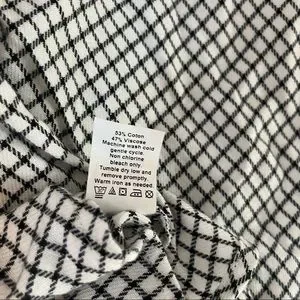 53% Coton
47% Viscose
Machine wash cold
gentle cycle.
Non chlorine
bleach only.
Tumble dry low and
remove promptly.
Warm iron as needed.